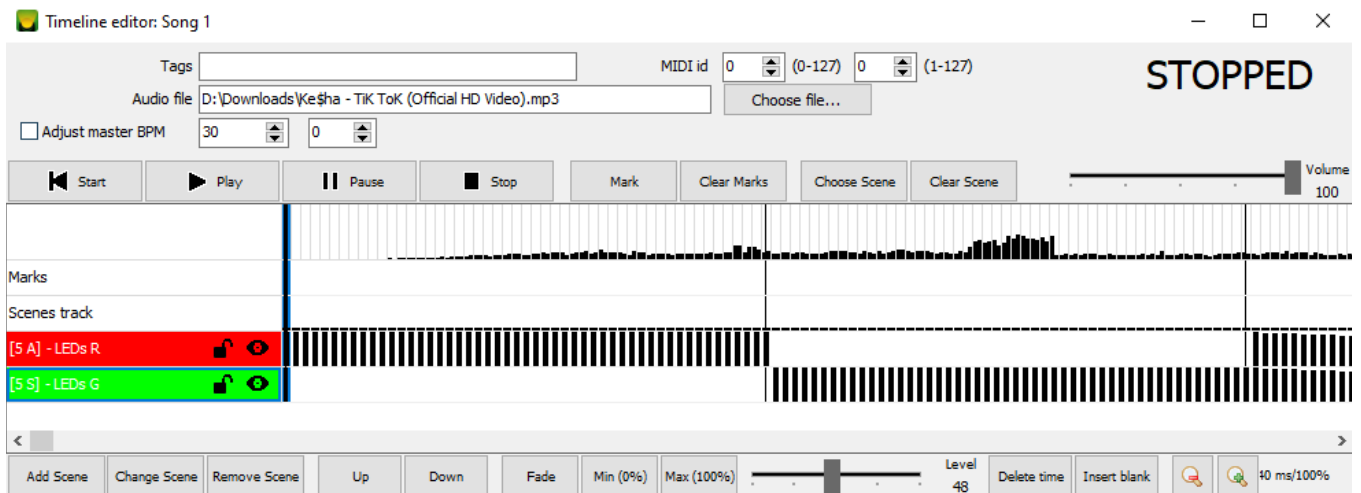 Timeline editor: Song 1
Tags MIDI id 0 (0-127) 0 (1-127) STOPPED
Audio file D:\Downloads\Ke$ha - TiK ToK (Official HD Video).mp3 Choose file...
Adjust master BPM 30 0
Start Play Pause Stop Mark Clear Marks Choose Scene Clear Scene Volume
100
Marks
Scenes track
[5 A] - LEDs R
[5 S] - LEDs G
Add Scene Change Scene Remove Scene Up Down Fade Min (0%) Max (100%) Level
48 Delete time Insert blank ms/100%